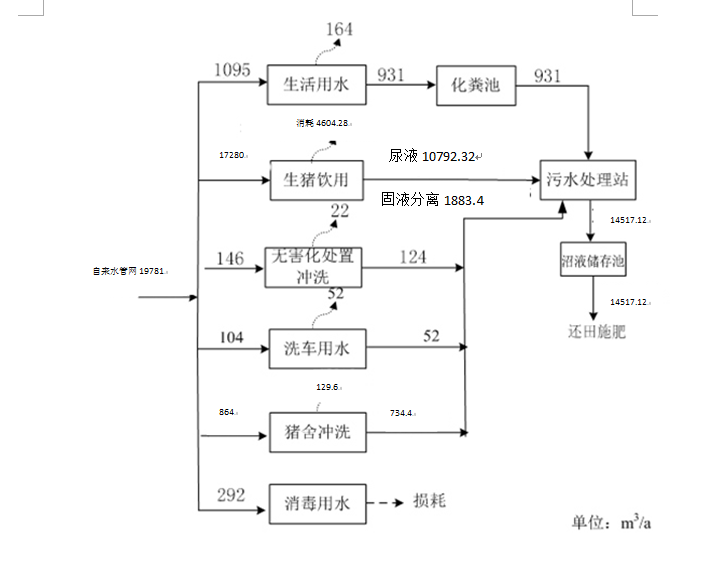 164
1095
生活用水
931
化粪池
931
消耗 4604.28
17280
生猪饮用
尿液 10792.32
固液分离 1883.4
污水处理站
22
146
无害化处置
冲洗
124
14517.12
沼液储存池
自来水管网 19781
52
104
洗车用水
52
14517.12
还田施肥
129.6
864
猪舍冲洗
734.4
292
消毒用水
损耗
单位：m³/a